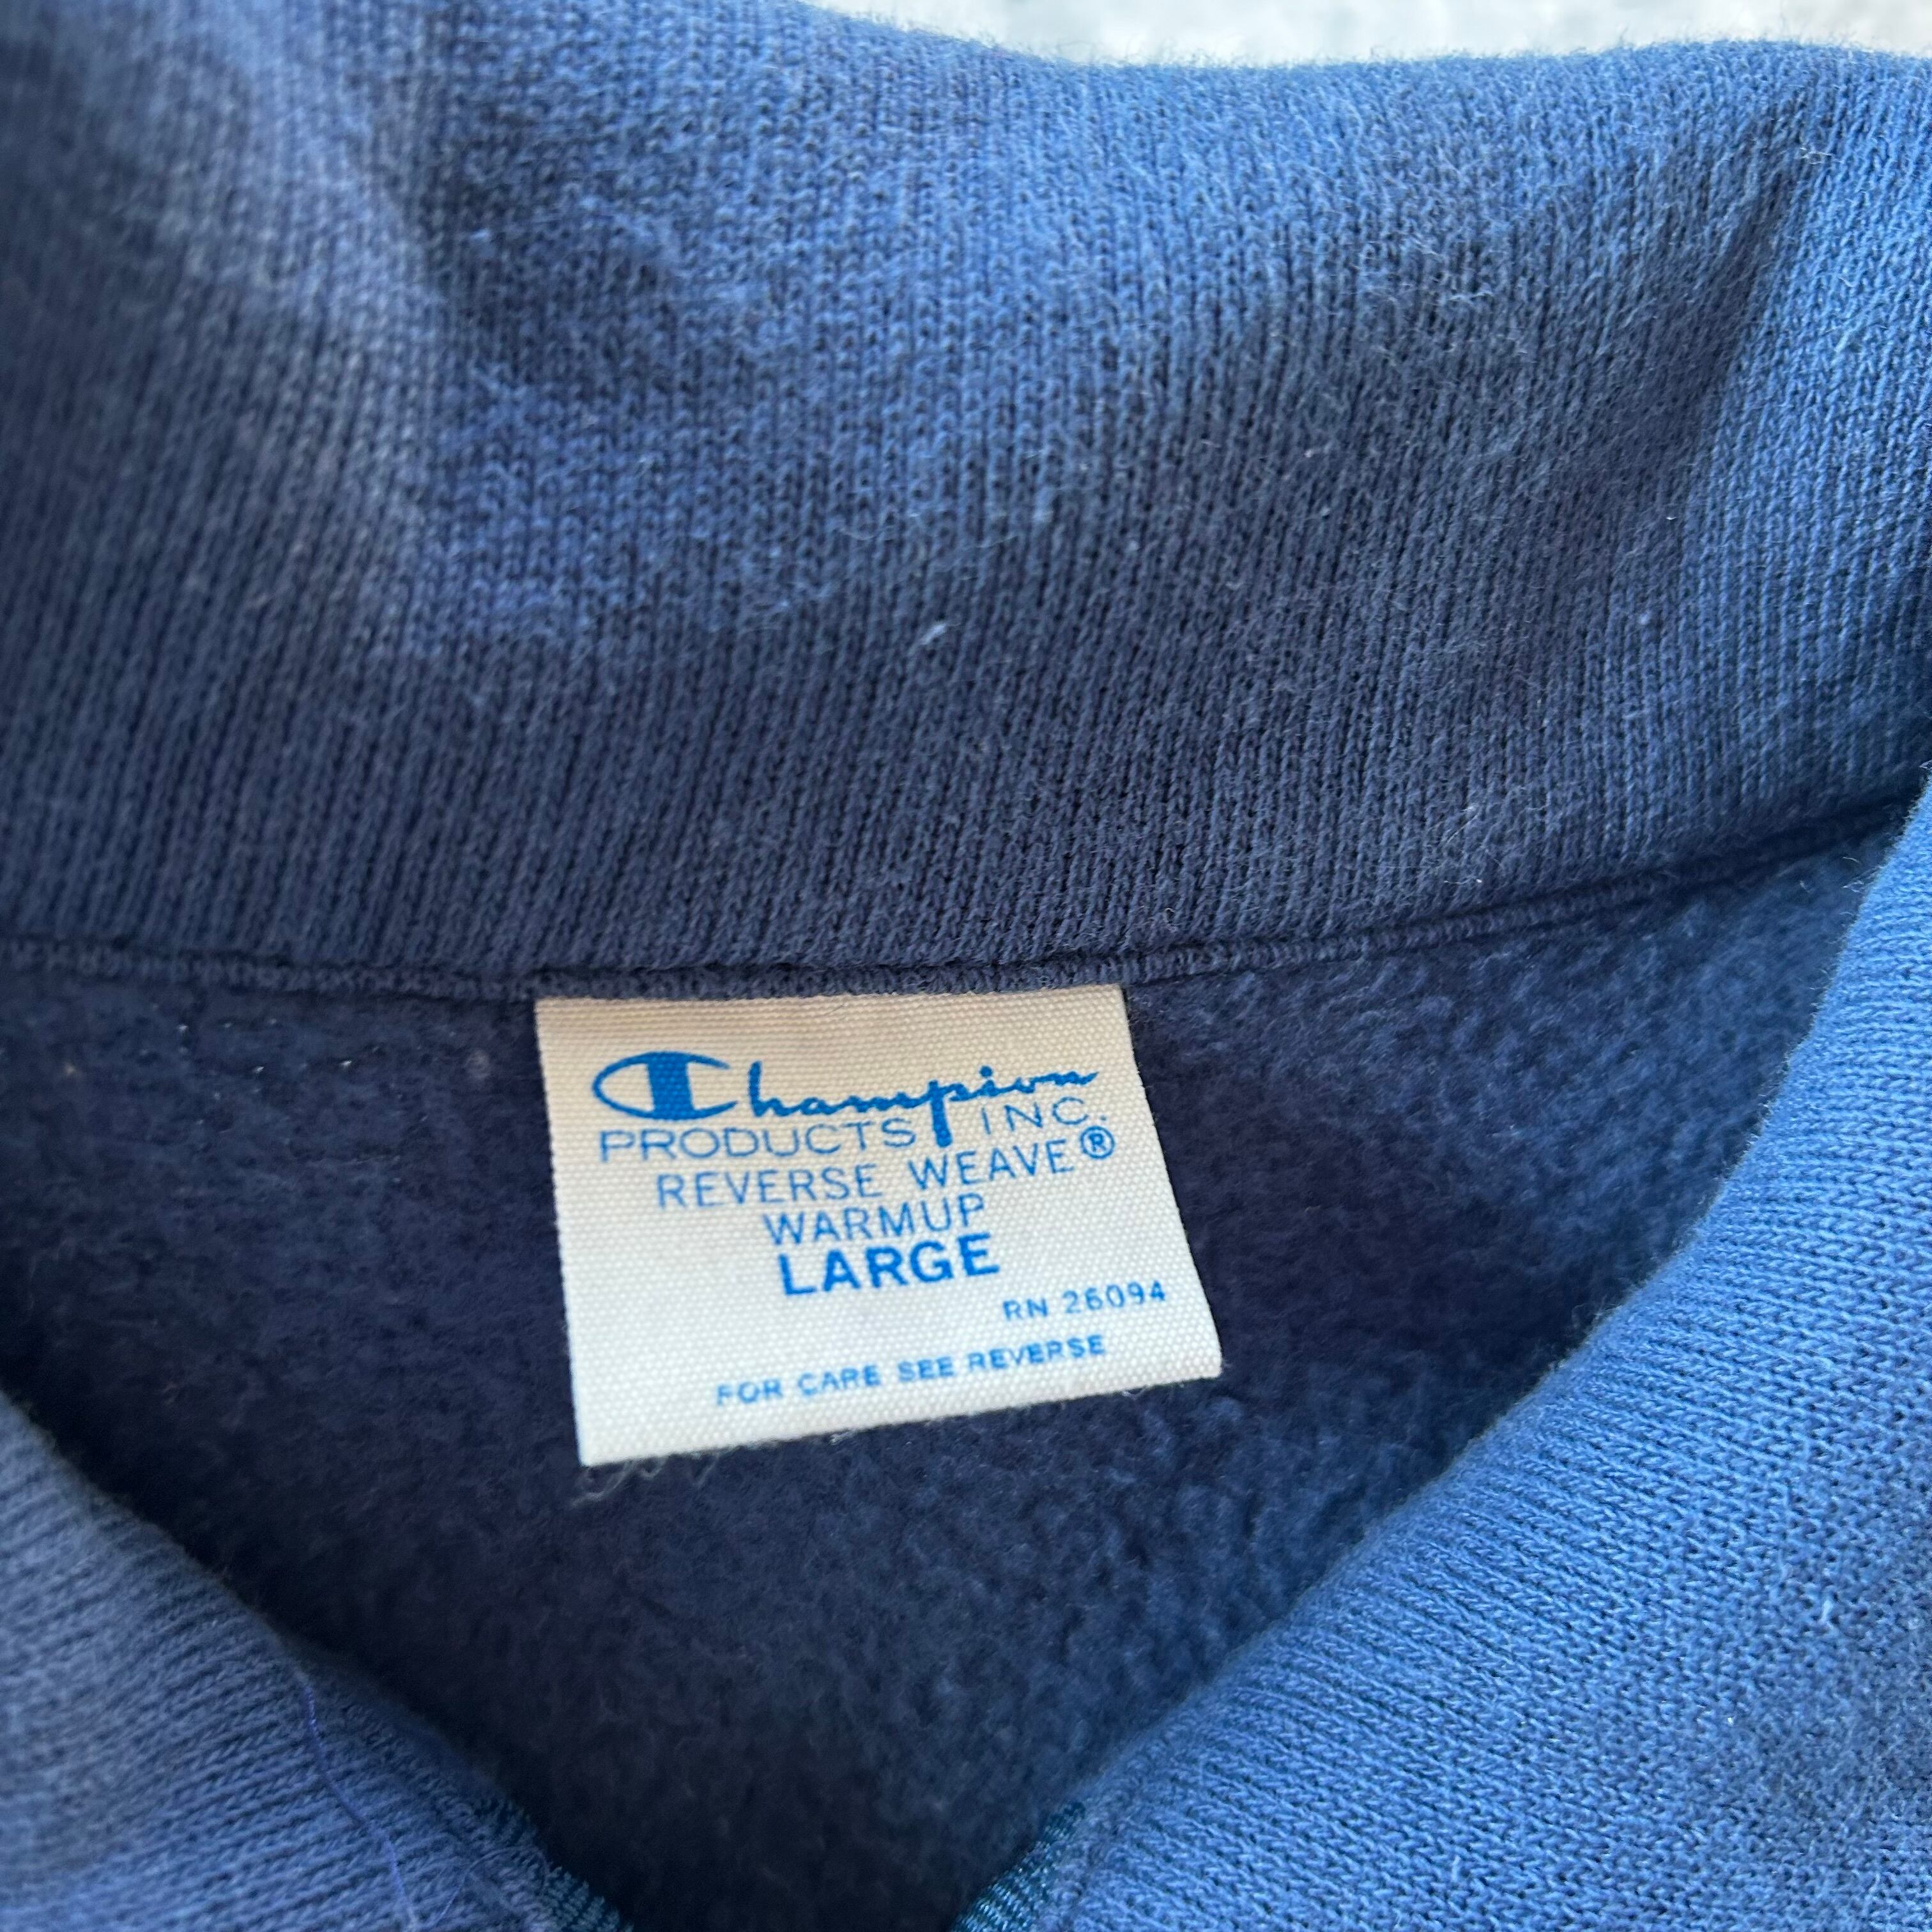 Champion
PRODUCTS INC.
REVERSE WEAVE®
WARMUP
LARGE
RN 26094
FOR CARE SEE REVERSE